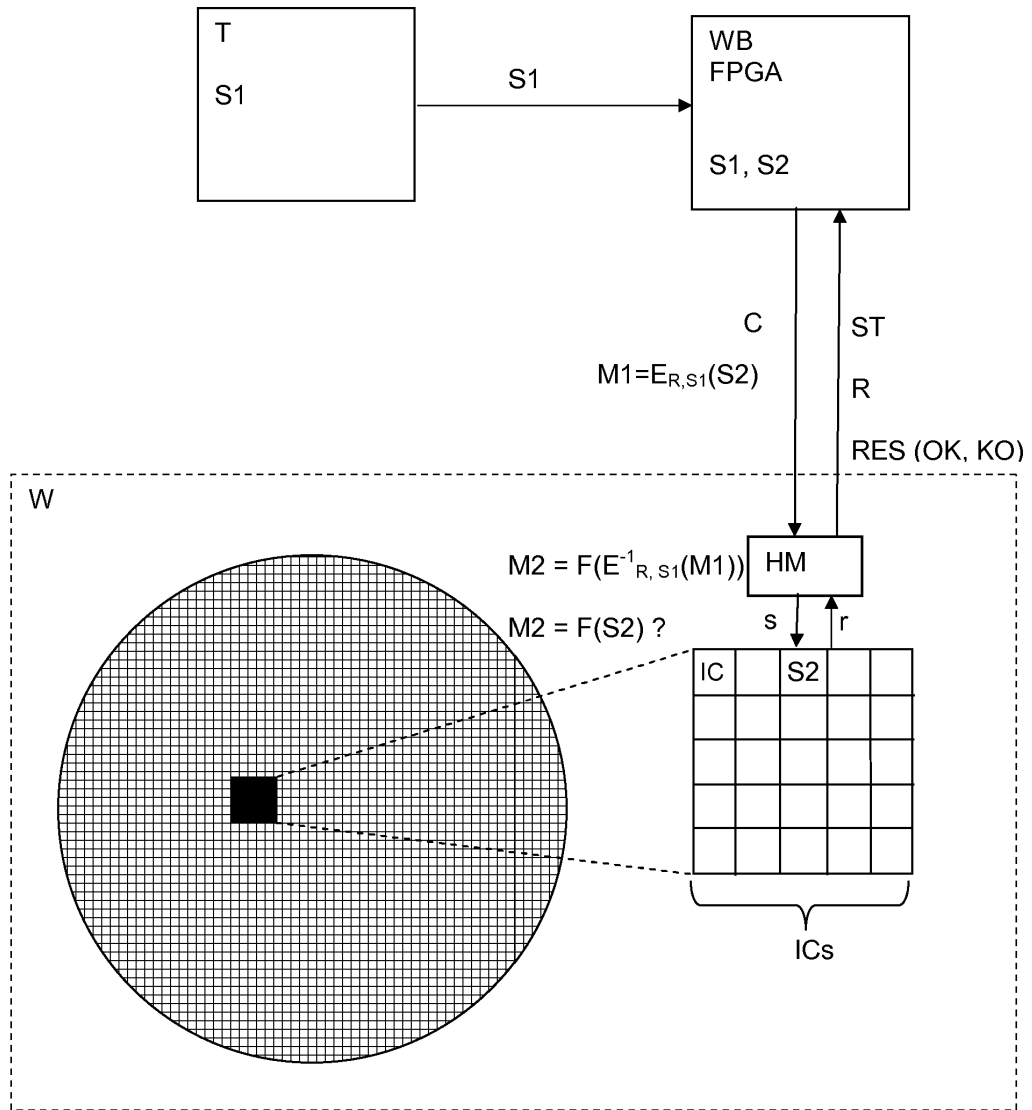 T
S1
S1
WB
FPGA
S1, S2
C
M1=E_{R,S1}(S2)
ST
R
RES (OK, KO)
W
M2 = F(E^{-1}_{R, S1}(M1))
HM
M2 = F(S2) ?
s
r
IC
S2
ICs